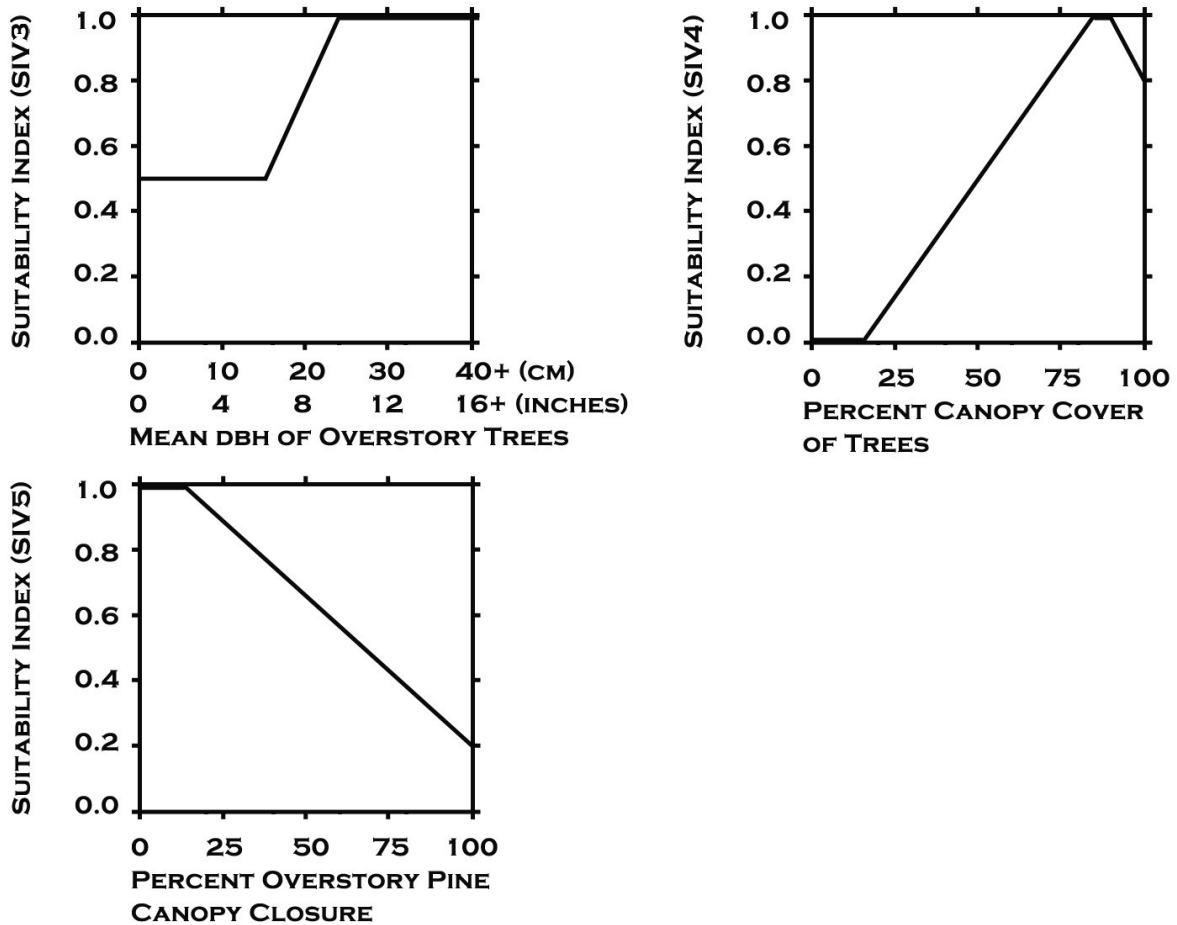 SUITABILITY INDEX (SIV3)
1.0
0.8
0.6
0.4
0.2
0.0
0 10 20 30 40+ (CM)
0 4 8 12 16+ (INCHES)
MEAN DBH OF OVERSTORY TREES
SUITABILITY INDEX (SIV4)
1.0
0.8
0.6
0.4
0.2
0.0
0 25 50 75 100
PERCENT CANOPY COVER
OF TREES
SUITABILITY INDEX (SIV5)
1.0
0.8
0.6
0.4
0.2
0.0
0 25 50 75 100
PERCENT OVERSTORY PINE
CANOPY CLOSURE